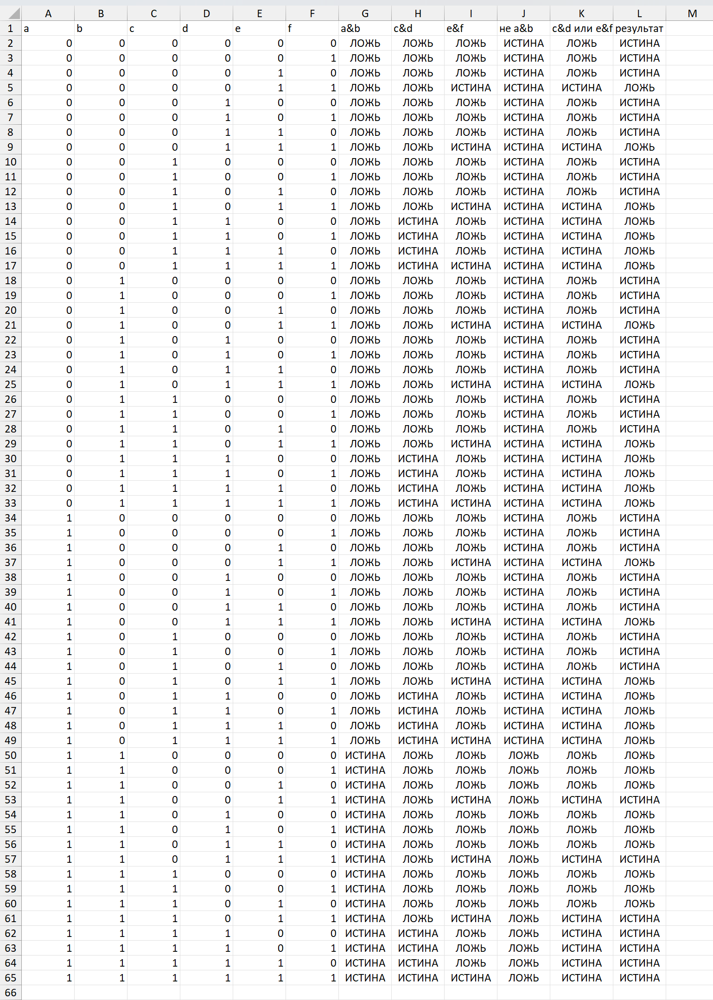 A B C D E F G H I J K L M
1 a b c d e f a&b c&d e&f не a&b c&d или e&f результат
2 0 0 0 0 0 0 ЛОЖЬ ЛОЖЬ ЛОЖЬ ИСТИНА ЛОЖЬ ИСТИНА
3 0 0 0 0 0 1 ЛОЖЬ ЛОЖЬ ЛОЖЬ ИСТИНА ЛОЖЬ ИСТИНА
4 0 0 0 0 1 0 ЛОЖЬ ЛОЖЬ ЛОЖЬ ИСТИНА ЛОЖЬ ИСТИНА
5 0 0 0 0 1 1 ЛОЖЬ ЛОЖЬ ИСТИНА ИСТИНА ИСТИНА ЛОЖЬ
6 0 0 0 1 0 0 ЛОЖЬ ЛОЖЬ ЛОЖЬ ИСТИНА ЛОЖЬ ИСТИНА
7 0 0 0 1 0 1 ЛОЖЬ ЛОЖЬ ЛОЖЬ ИСТИНА ЛОЖЬ ИСТИНА
8 0 0 0 1 1 0 ЛОЖЬ ЛОЖЬ ЛОЖЬ ИСТИНА ЛОЖЬ ИСТИНА
9 0 0 0 1 1 1 ЛОЖЬ ЛОЖЬ ИСТИНА ИСТИНА ИСТИНА ЛОЖЬ
10 0 0 1 0 0 0 ЛОЖЬ ЛОЖЬ ЛОЖЬ ИСТИНА ЛОЖЬ ИСТИНА
11 0 0 1 0 0 1 ЛОЖЬ ЛОЖЬ ЛОЖЬ ИСТИНА ЛОЖЬ ИСТИНА
12 0 0 1 0 1 0 ЛОЖЬ ЛОЖЬ ЛОЖЬ ИСТИНА ЛОЖЬ ИСТИНА
13 0 0 1 0 1 1 ЛОЖЬ ЛОЖЬ ИСТИНА ИСТИНА ИСТИНА ЛОЖЬ
14 0 0 1 1 0 0 ЛОЖЬ ИСТИНА ЛОЖЬ ИСТИНА ИСТИНА ЛОЖЬ
15 0 0 1 1 0 1 ЛОЖЬ ИСТИНА ЛОЖЬ ИСТИНА ИСТИНА ЛОЖЬ
16 0 0 1 1 1 0 ЛОЖЬ ИСТИНА ЛОЖЬ ИСТИНА ИСТИНА ЛОЖЬ
17 0 0 1 1 1 1 ЛОЖЬ ИСТИНА ИСТИНА ИСТИНА ИСТИНА ЛОЖЬ
18 0 1 0 0 0 0 ЛОЖЬ ЛОЖЬ ЛОЖЬ ИСТИНА ЛОЖЬ ИСТИНА
19 0 1 0 0 0 1 ЛОЖЬ ЛОЖЬ ЛОЖЬ ИСТИНА ЛОЖЬ ИСТИНА
20 0 1 0 0 1 0 ЛОЖЬ ЛОЖЬ ЛОЖЬ ИСТИНА ЛОЖЬ ИСТИНА
21 0 1 0 0 1 1 ЛОЖЬ ЛОЖЬ ИСТИНА ИСТИНА ИСТИНА ЛОЖЬ
22 0 1 0 1 0 0 ЛОЖЬ ЛОЖЬ ЛОЖЬ ИСТИНА ЛОЖЬ ИСТИНА
23 0 1 0 1 0 1 ЛОЖЬ ЛОЖЬ ЛОЖЬ ИСТИНА ЛОЖЬ ИСТИНА
24 0 1 0 1 1 0 ЛОЖЬ ЛОЖЬ ЛОЖЬ ИСТИНА ЛОЖЬ ИСТИНА
25 0 1 0 1 1 1 ЛОЖЬ ЛОЖЬ ИСТИНА ИСТИНА ИСТИНА ЛОЖЬ
26 0 1 1 0 0 0 ЛОЖЬ ЛОЖЬ ЛОЖЬ ИСТИНА ЛОЖЬ ИСТИНА
27 0 1 1 0 0 1 ЛОЖЬ ЛОЖЬ ЛОЖЬ ИСТИНА ЛОЖЬ ИСТИНА
28 0 1 1 0 1 0 ЛОЖЬ ЛОЖЬ ЛОЖЬ ИСТИНА ЛОЖЬ ИСТИНА
29 0 1 1 0 1 1 ЛОЖЬ ЛОЖЬ ИСТИНА ИСТИНА ИСТИНА ЛОЖЬ
30 0 1 1 1 0 0 ЛОЖЬ ИСТИНА ЛОЖЬ ИСТИНА ИСТИНА ЛОЖЬ
31 0 1 1 1 0 1 ЛОЖЬ ИСТИНА ЛОЖЬ ИСТИНА ИСТИНА ЛОЖЬ
32 0 1 1 1 1 0 ЛОЖЬ ИСТИНА ЛОЖЬ ИСТИНА ИСТИНА ЛОЖЬ
33 0 1 1 1 1 1 ЛОЖЬ ИСТИНА ИСТИНА ИСТИНА ИСТИНА ЛОЖЬ
34 1 0 0 0 0 0 ЛОЖЬ ЛОЖЬ ЛОЖЬ ИСТИНА ЛОЖЬ ИСТИНА
35 1 0 0 0 0 1 ЛОЖЬ ЛОЖЬ ЛОЖЬ ИСТИНА ЛОЖЬ ИСТИНА
36 1 0 0 0 1 0 ЛОЖЬ ЛОЖЬ ЛОЖЬ ИСТИНА ЛОЖЬ ИСТИНА
37 1 0 0 0 1 1 ЛОЖЬ ЛОЖЬ ИСТИНА ИСТИНА ИСТИНА ЛОЖЬ
38 1 0 0 1 0 0 ЛОЖЬ ЛОЖЬ ЛОЖЬ ИСТИНА ЛОЖЬ ИСТИНА
39 1 0 0 1 0 1 ЛОЖЬ ЛОЖЬ ЛОЖЬ ИСТИНА ЛОЖЬ ИСТИНА
40 1 0 0 1 1 0 ЛОЖЬ ЛОЖЬ ЛОЖЬ ИСТИНА ЛОЖЬ ИСТИНА
41 1 0 0 1 1 1 ЛОЖЬ ЛОЖЬ ИСТИНА ИСТИНА ИСТИНА ЛОЖЬ
42 1 0 1 0 0 0 ЛОЖЬ ЛОЖЬ ЛОЖЬ ИСТИНА ЛОЖЬ ИСТИНА
43 1 0 1 0 0 1 ЛОЖЬ ЛОЖЬ ЛОЖЬ ИСТИНА ЛОЖЬ ИСТИНА
44 1 0 1 0 1 0 ЛОЖЬ ЛОЖЬ ЛОЖЬ ИСТИНА ЛОЖЬ ИСТИНА
45 1 0 1 0 1 1 ЛОЖЬ ЛОЖЬ ИСТИНА ИСТИНА ИСТИНА ЛОЖЬ
46 1 0 1 1 0 0 ЛОЖЬ ИСТИНА ЛОЖЬ ИСТИНА ИСТИНА ЛОЖЬ
47 1 0 1 1 0 1 ЛОЖЬ ИСТИНА ЛОЖЬ ИСТИНА ИСТИНА ЛОЖЬ
48 1 0 1 1 1 0 ЛОЖЬ ИСТИНА ЛОЖЬ ИСТИНА ИСТИНА ЛОЖЬ
49 1 0 1 1 1 1 ЛОЖЬ ИСТИНА ИСТИНА ИСТИНА ИСТИНА ЛОЖЬ
50 1 1 0 0 0 0 ИСТИНА ЛОЖЬ ЛОЖЬ ЛОЖЬ ЛОЖЬ ЛОЖЬ
51 1 1 0 0 0 1 ИСТИНА ЛОЖЬ ЛОЖЬ ЛОЖЬ ЛОЖЬ ЛОЖЬ
52 1 1 0 0 1 0 ИСТИНА ЛОЖЬ ЛОЖЬ ЛОЖЬ ЛОЖЬ ЛОЖЬ
53 1 1 0 0 1 1 ИСТИНА ЛОЖЬ ИСТИНА ЛОЖЬ ИСТИНА ИСТИНА
54 1 1 0 1 0 0 ИСТИНА ЛОЖЬ ЛОЖЬ ЛОЖЬ ЛОЖЬ ЛОЖЬ
55 1 1 0 1 0 1 ИСТИНА ЛОЖЬ ЛОЖЬ ЛОЖЬ ЛОЖЬ ЛОЖЬ
56 1 1 0 1 1 0 ИСТИНА ЛОЖЬ ЛОЖЬ ЛОЖЬ ЛОЖЬ ЛОЖЬ
57 1 1 0 1 1 1 ИСТИНА ЛОЖЬ ИСТИНА ЛОЖЬ ИСТИНА ИСТИНА
58 1 1 1 0 0 0 ИСТИНА ЛОЖЬ ЛОЖЬ ЛОЖЬ ЛОЖЬ ЛОЖЬ
59 1 1 1 0 0 1 ИСТИНА ЛОЖЬ ЛОЖЬ ЛОЖЬ ЛОЖЬ ЛОЖЬ
60 1 1 1 0 1 0 ИСТИНА ЛОЖЬ ЛОЖЬ ЛОЖЬ ЛОЖЬ ЛОЖЬ
61 1 1 1 0 1 1 ИСТИНА ЛОЖЬ ИСТИНА ЛОЖЬ ИСТИНА ИСТИНА
62 1 1 1 1 0 0 ИСТИНА ИСТИНА ЛОЖЬ ЛОЖЬ ИСТИНА ИСТИНА
63 1 1 1 1 0 1 ИСТИНА ИСТИНА ЛОЖЬ ЛОЖЬ ИСТИНА ИСТИНА
64 1 1 1 1 1 0 ИСТИНА ИСТИНА ЛОЖЬ ЛОЖЬ ИСТИНА ИСТИНА
65 1 1 1 1 1 1 ИСТИНА ИСТИНА ИСТИНА ЛОЖЬ ИСТИНА ИСТИНА
66